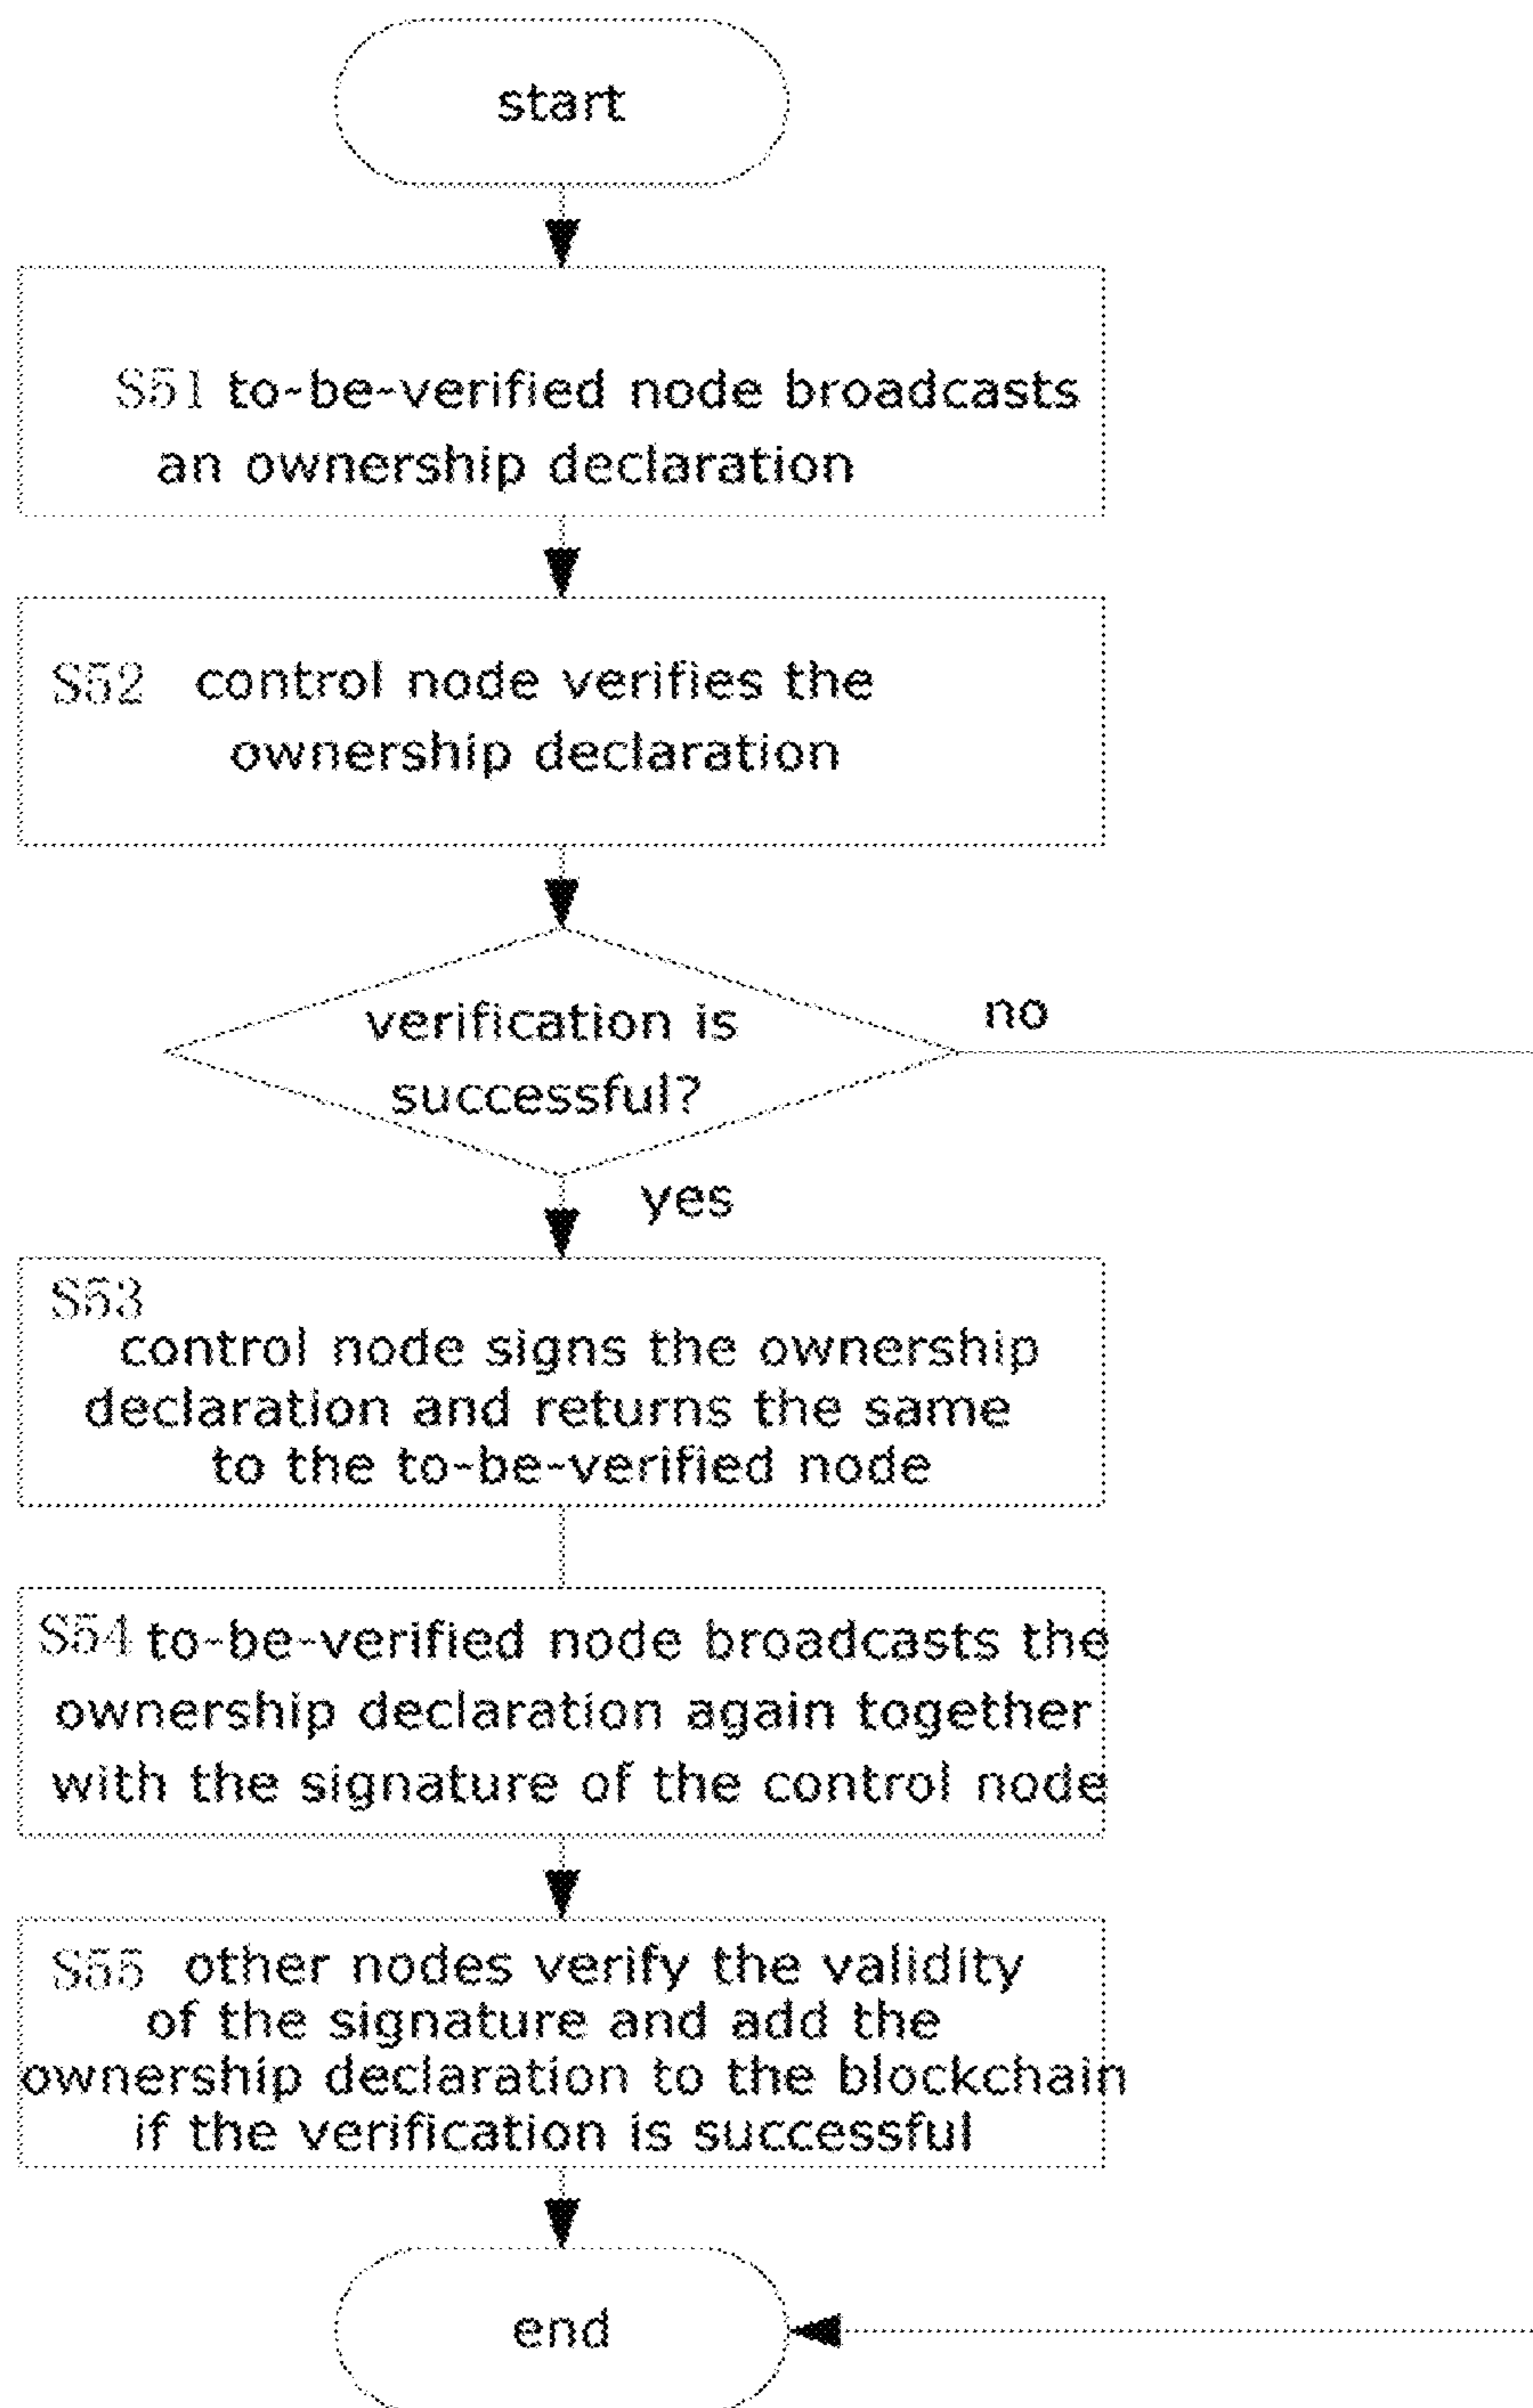 start
S51 to-be-verified node broadcasts
an ownership declaration
S52 control node verifies the
ownership declaration
verification is
successful?
no
yes
S53
control node signs the ownership
declaration and returns the same
to the to-be-verified node
S54 to-be-verified node broadcasts the
ownership declaration again together
with the signature of the control node
S55 other nodes verify the validity
of the signature and add the
ownership declaration to the blockchain
if the verification is successful
end